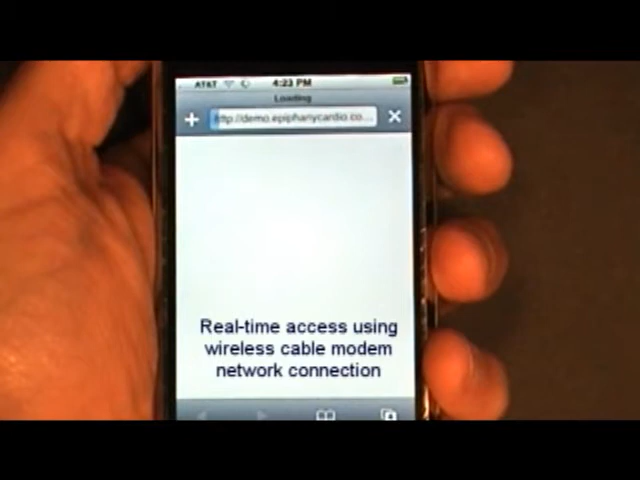 AT&T 4:23 PM
Loading
http://demo.epiphanycardio.co...
Real-time access using
wireless cable modem
network connection